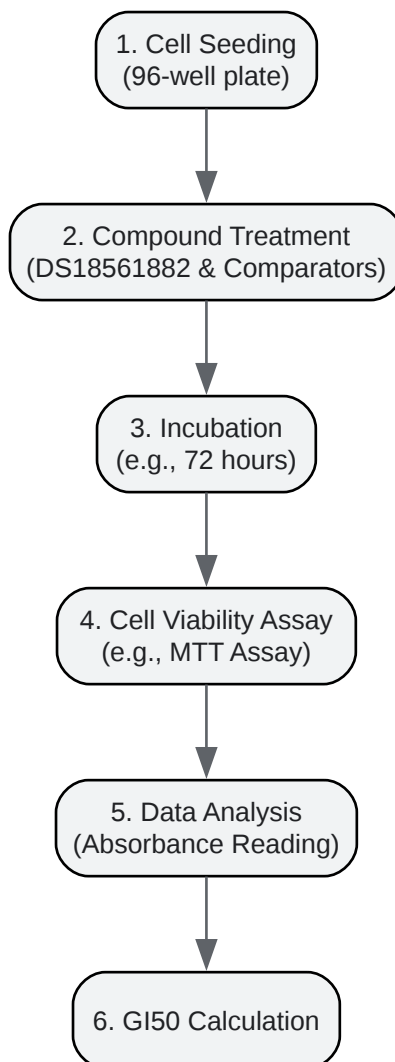 1. Cell Seeding
(96-well plate)
2. Compound Treatment
(DS18561882 & Comparators)
3. Incubation
(e.g., 72 hours)
4. Cell Viability Assay
(e.g., MTT Assay)
5. Data Analysis
(Absorbance Reading)
6. GI50 Calculation